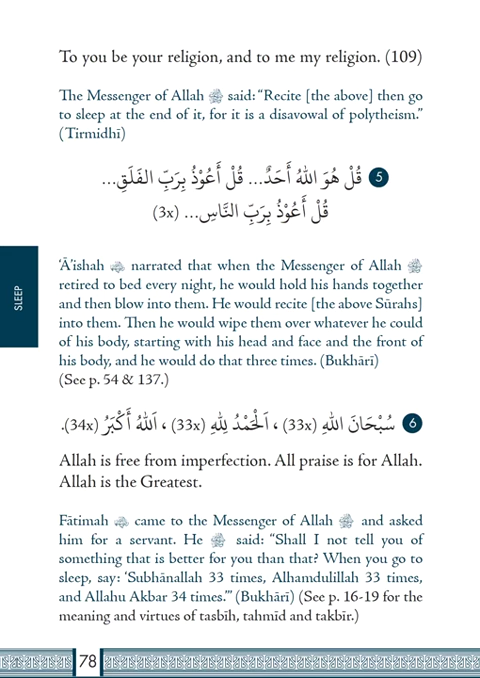 To you be your religion, and to me my religion. (109)
The Messenger of Allah ﷺ said: “Recite [the above] then go
to sleep at the end of it, for it is a disavowal of polytheism.”
(Tirmidhī)
5 قُلْ هُوَ اللهُ أَحَدٌ... قُلْ أَعُوْذُ بِرَبِّ الفَلَقِ...
قُلْ أَعُوْذُ بِرَبِّ النَّاسِ... (3x)
‘Ā’ishah narrated that when the Messenger of Allah ﷺ
retired to bed every night, he would hold his hands together
and then blow into them. He would recite [the above Sūrahs]
into them. Then he would wipe them over whatever he could
of his body, starting with his head and face and the front of
his body, and he would do that three times. (Bukhārī)
(See p. 54 & 137.)
6 سُبْحَانَ اللهِ (33x) ، اَلْحَمْدُ لِلّٰهِ (33x) ، اَللهُ أَكْبَرُ (34x).
Allah is free from imperfection. All praise is for Allah.
Allah is the Greatest.
Fātimah came to the Messenger of Allah ﷺ and asked
him for a servant. He ﷺ said: “Shall I not tell you of
something that is better for you than that? When you go to
sleep, say: ‘Subhānallah 33 times, Alhamdulillah 33 times,
and Allahu Akbar 34 times.’” (Bukhārī) (See p. 16-19 for the
meaning and virtues of tasbīh, tahmīd and takbīr.)
SLEEP
78